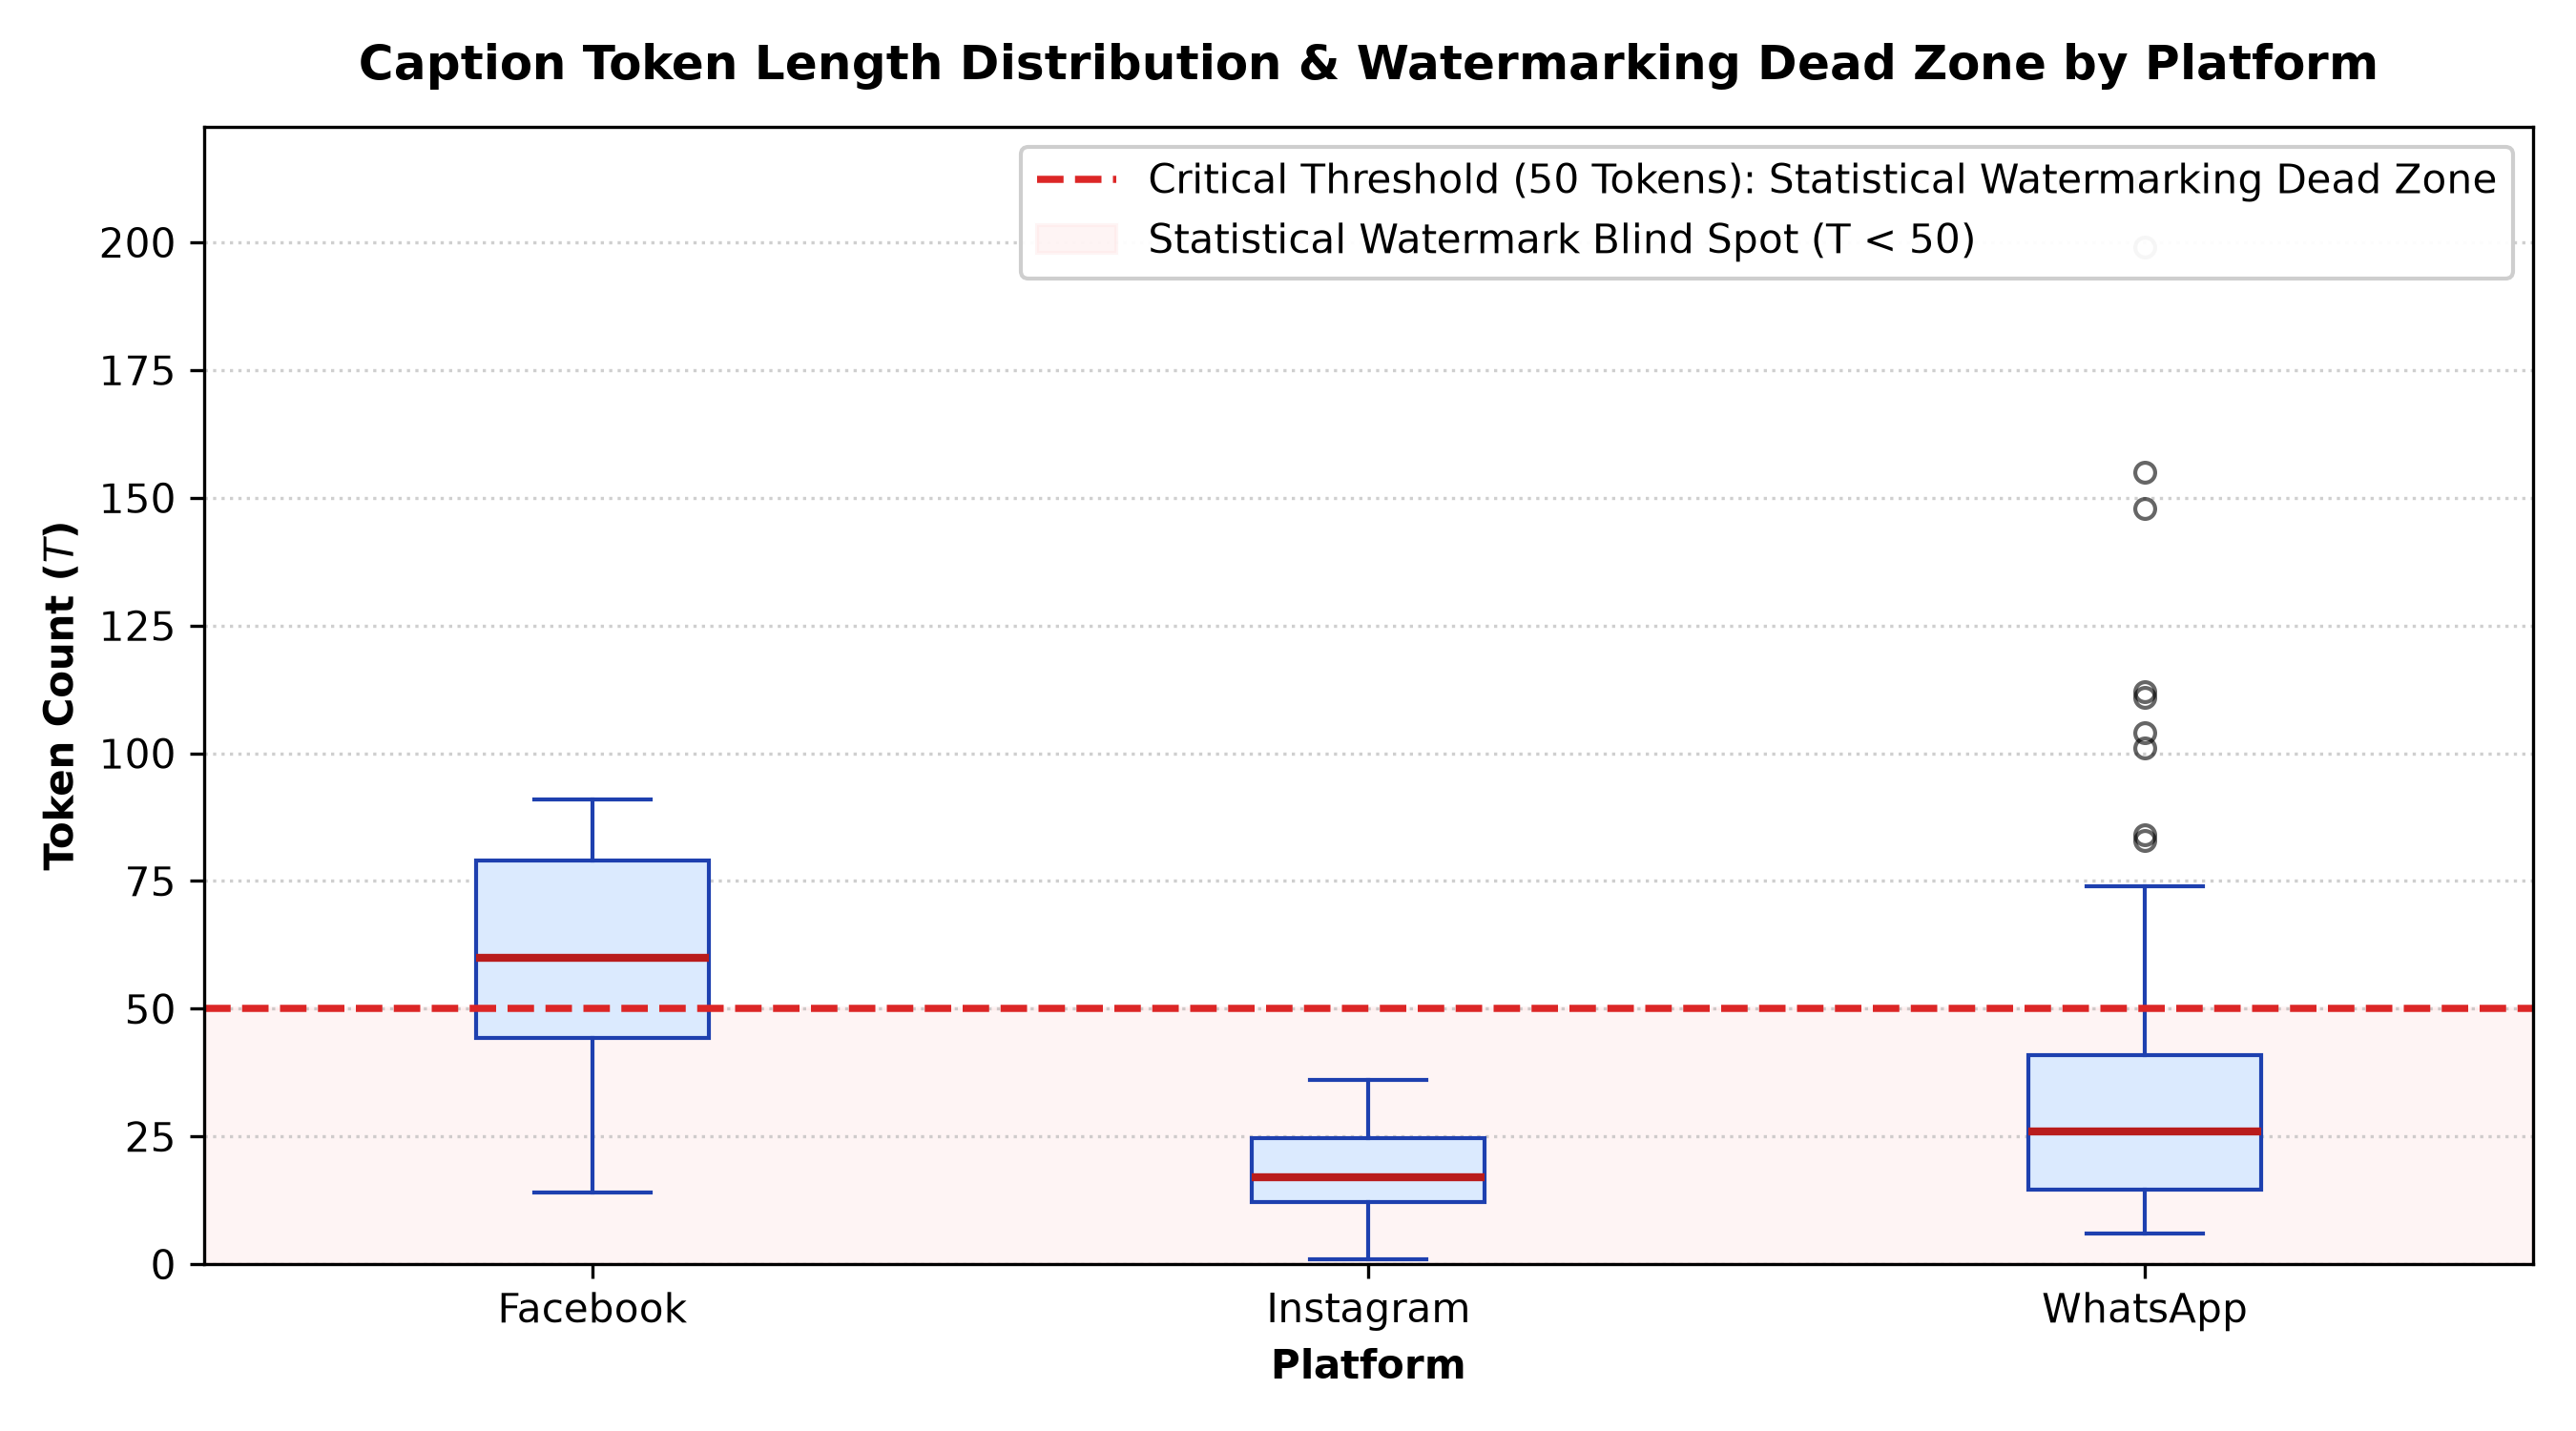 Caption Token Length Distribution & Watermarking Dead Zone by Platform
Critical Threshold (50 Tokens): Statistical Watermarking Dead Zone
Statistical Watermark Blind Spot (T < 50)
Token Count (T)
200
175
150
125
100
75
50
25
0
Facebook
Instagram
WhatsApp
Platform